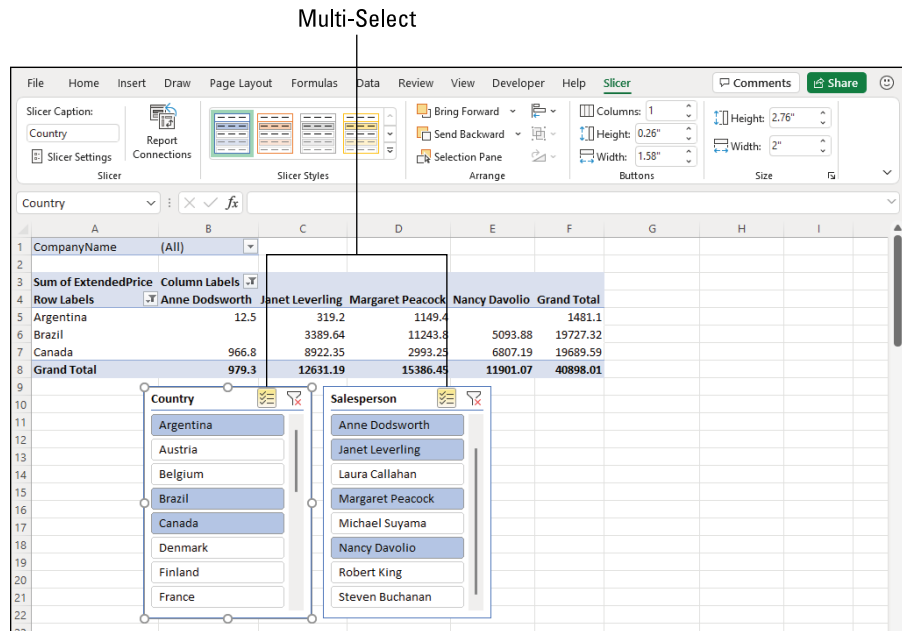 Multi-Select
File Home Insert Draw Page Layout Formulas Data Review View Developer Help Slicer Comments Share
Slicer Caption:
Country
Slicer Settings
Report
Connections
Slicer
Slicer Styles
Bring Forward
Send Backward
Selection Pane
Arrange
Columns: 1
Height: 0.26"
Width: 1.58"
Buttons
Height: 2.76"
Width: 2"
Size
Country fx
A B C D E F G H I
1 CompanyName (All)
2
3 Sum of ExtendedPrice Column Labels
4 Row Labels Anne Dodsworth Janet Leverling Margaret Peacock Nancy Davolio Grand Total
5 Argentina 12.5 319.2 1149.4 1481.1
6 Brazil 3389.64 11243.8 5093.88 19727.32
7 Canada 966.8 8922.35 2993.25 6807.19 19689.59
8 Grand Total 979.3 12631.19 15386.45 11901.07 40898.01
9
10
11
12
13
14
15
16
17
18
19
20
21
22
Country
Argentina
Austria
Belgium
Brazil
Canada
Denmark
Finland
France
Salesperson
Anne Dodsworth
Janet Leverling
Laura Callahan
Margaret Peacock
Michael Suyama
Nancy Davolio
Robert King
Steven Buchanan